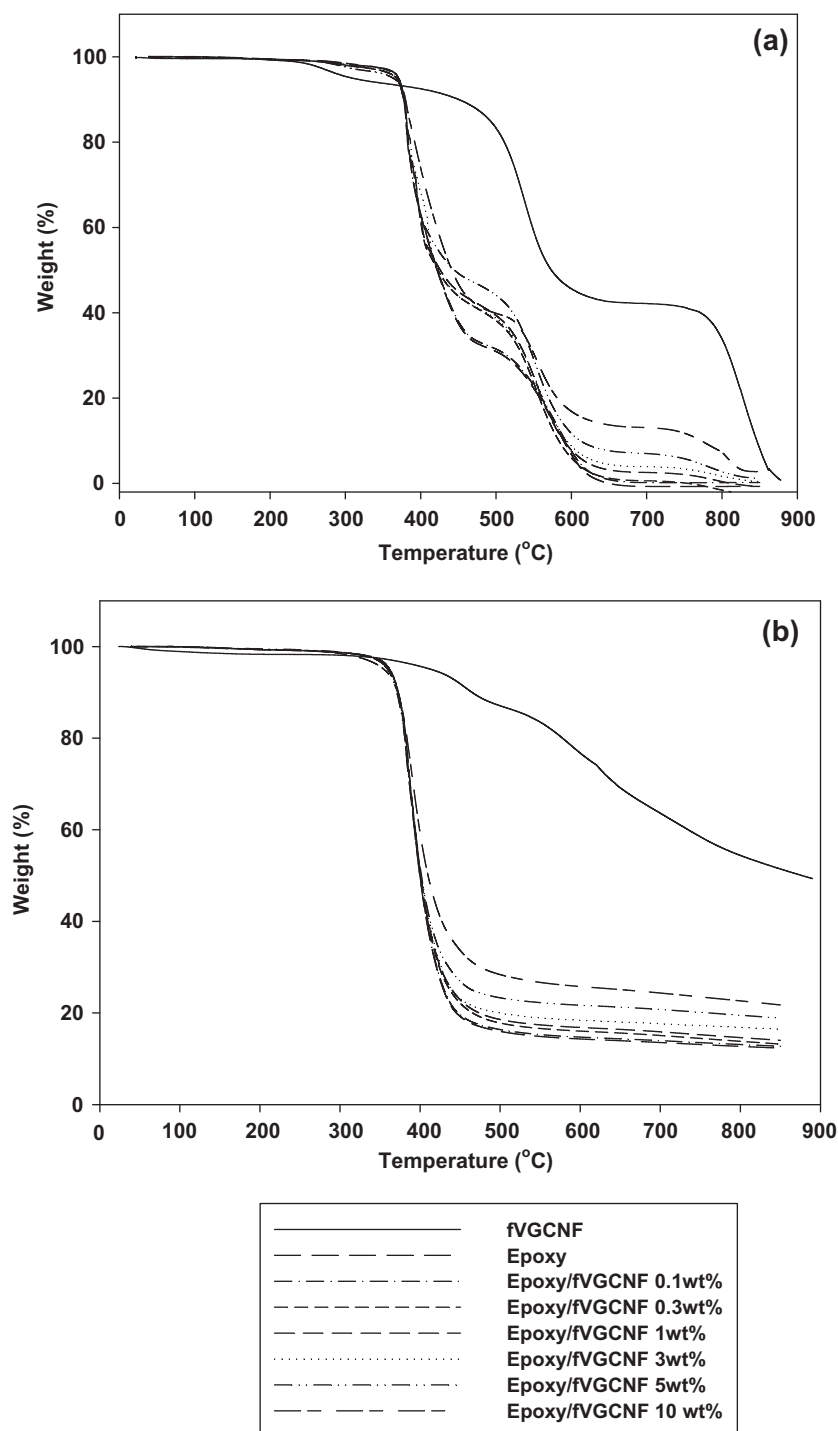 (a)
100
80
60
40
20
0
Weight (%)
0 100 200 300 400 500 600 700 800 900
Temperature (°C)
(b)
100
80
60
40
20
0
Weight (%)
0 100 200 300 400 500 600 700 800 900
Temperature (°C)
fVGCNF
Epoxy
Epoxy/fVGCNF 0.1wt%
Epoxy/fVGCNF 0.3wt%
Epoxy/fVGCNF 1wt%
Epoxy/fVGCNF 3wt%
Epoxy/fVGCNF 5wt%
Epoxy/fVGCNF 10 wt%